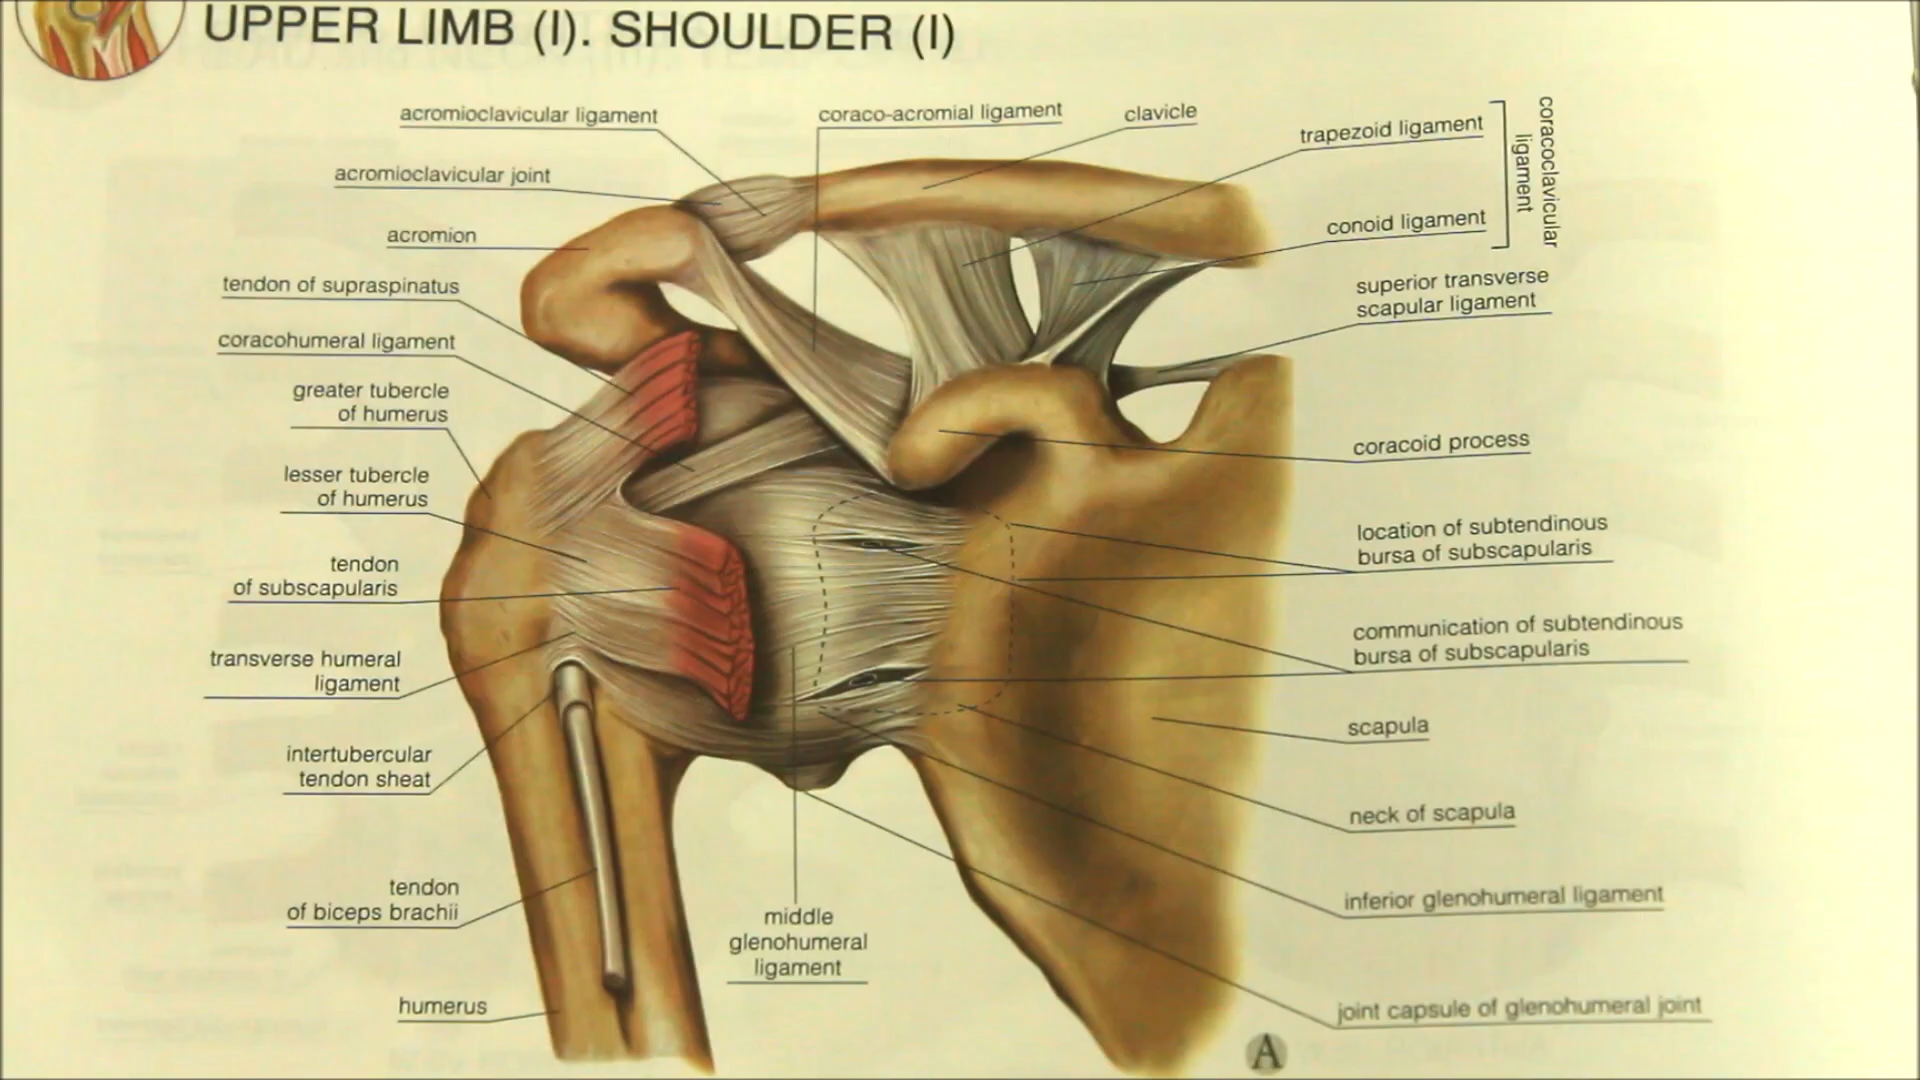 UPPER LIMB (I). SHOULDER (I)
acromioclavicular ligament
acromioclavicular joint
acromion
tendon of supraspinatus
coracohumeral ligament
greater tubercle
of humerus
lesser tubercle
of humerus
tendon
of subscapularis
transverse humeral
ligament
intertubercular
tendon sheat
tendon
of biceps brachii
humerus
coraco-acromial ligament
clavicle
middle
glenohumeral
ligament
trapezoid ligament
conoid ligament
coracoclavicular
ligament
superior transverse
scapular ligament
coracoid process
location of subtendinous
bursa of subscapularis
communication of subtendinous
bursa of subscapularis
scapula
neck of scapula
inferior glenohumeral ligament
joint capsule of glenohumeral joint
A